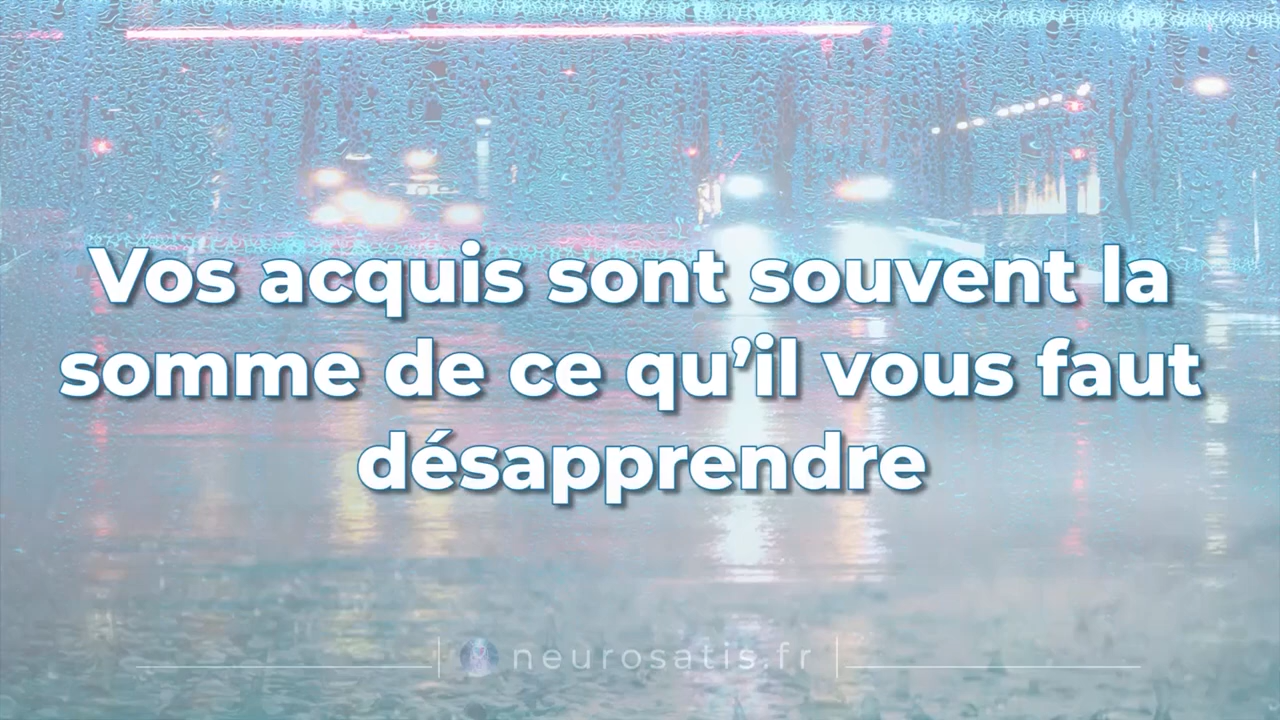 Vos acquis sont souvent la
somme de ce qu’il vous faut
désapprendre
neurosatis.fr